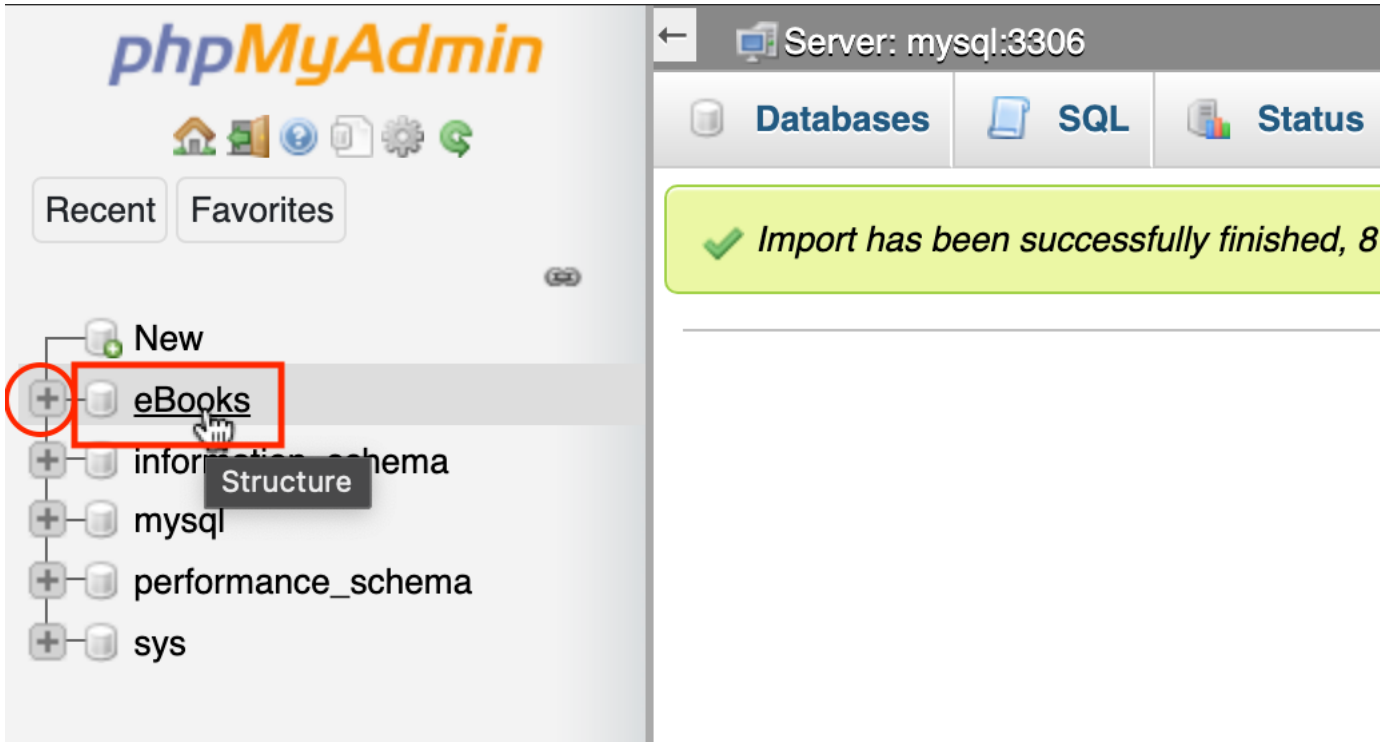 phpMyAdmin
Recent Favorites
New
eBooks
information_schema
Structure
mysql
performance_schema
sys
Server: mysql:3306
Databases SQL Status
Import has been successfully finished, 8